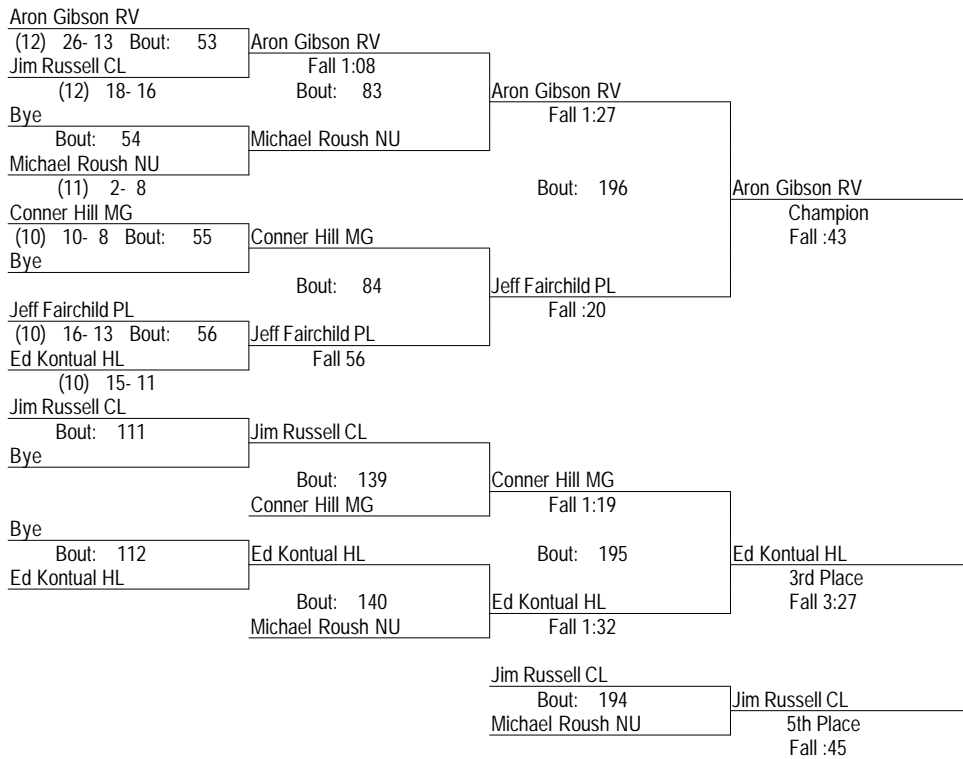 Aron Gibson RV
(12) 26- 13 Bout: 53
Aron Gibson RV
Jim Russell CL
Fall 1:08
(12) 18- 16
Bout: 83
Aron Gibson RV
Bye
Fall 1:27
Bout: 54
Michael Roush NU
Michael Roush NU
(11) 2- 8
Bout: 196
Aron Gibson RV
Conner Hill MG
Champion
(10) 10- 8 Bout: 55
Conner Hill MG
Fall :43
Bye
Bout: 84
Jeff Fairchild PL
Jeff Fairchild PL
Fall :20
(10) 16- 13 Bout: 56
Jeff Fairchild PL
Ed Kontual HL
Fall 56
(10) 15- 11
Jim Russell CL
Bout: 111
Jim Russell CL
Bye
Bout: 139
Conner Hill MG
Conner Hill MG
Fall 1:19
Bye
Bout: 112
Ed Kontual HL
Bout: 195
Ed Kontual HL
Ed Kontual HL
3rd Place
Bout: 140
Ed Kontual HL
Fall 3:27
Michael Roush NU
Fall 1:32
Jim Russell CL
Bout: 194
Jim Russell CL
Michael Roush NU
5th Place
Fall :45